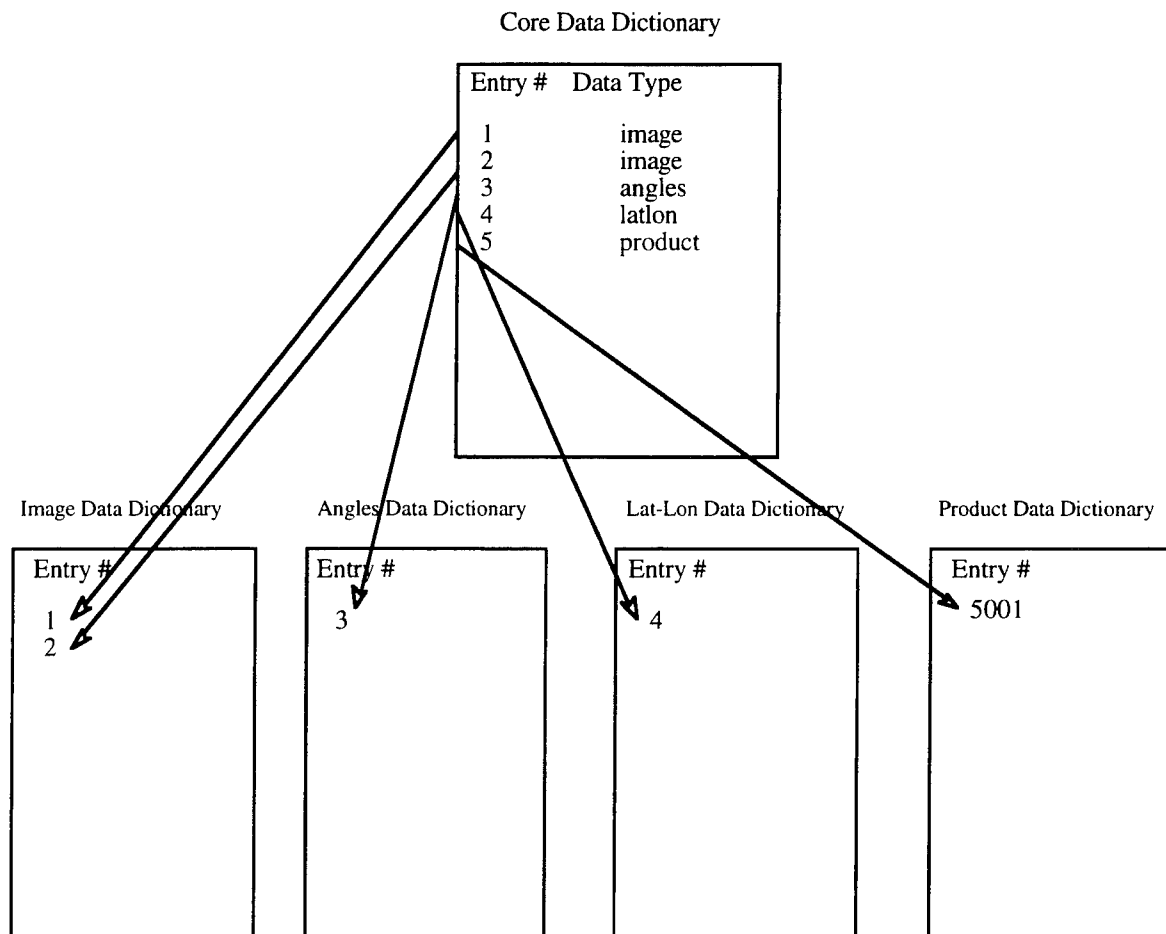 Core Data Dictionary
Entry # Data Type
1 image
2 image
3 angles
4 latlon
5 product
Image Data Dictionary
Entry #
1
2
Angles Data Dictionary
Entry #
3
Lat-Lon Data Dictionary
Entry #
4
Product Data Dictionary
Entry #
5001